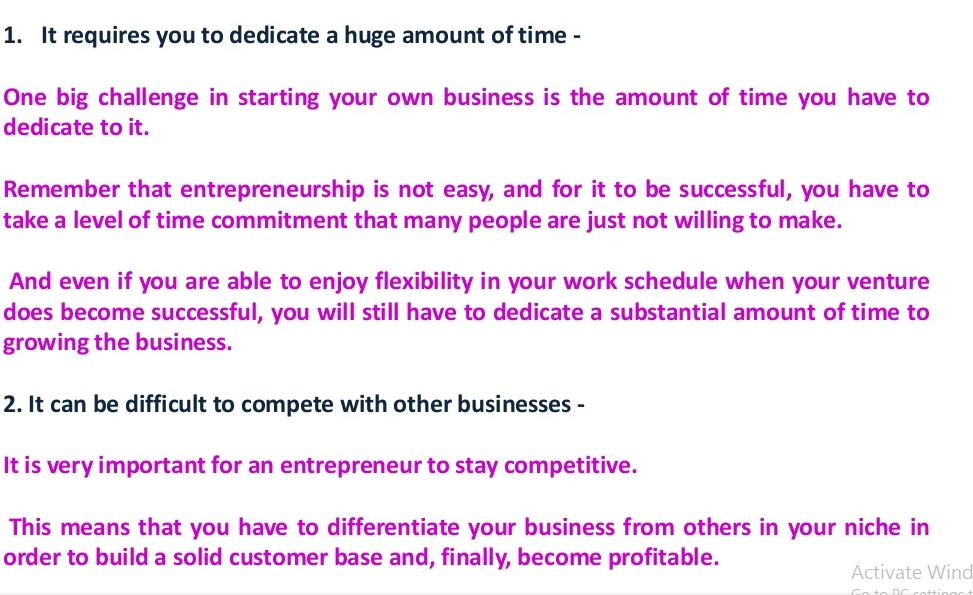 1. It requires you to dedicate a huge amount of time -
One big challenge in starting your own business is the amount of time you have to
dedicate to it.
Remember that entrepreneurship is not easy, and for it to be successful, you have to
take a level of time commitment that many people are just not willing to make.
And even if you are able to enjoy flexibility in your work schedule when your venture
does become successful, you will still have to dedicate a substantial amount of time to
growing the business.
2. It can be difficult to compete with other businesses -
It is very important for an entrepreneur to stay competitive.
This means that you have to differentiate your business from others in your niche in
order to build a solid customer base and, finally, become profitable.
Activate Wind
Go to PC settings t